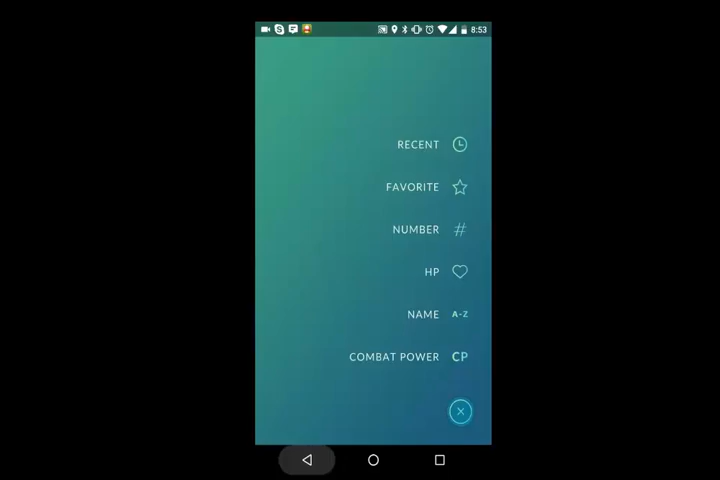 8:53
RECENT
FAVORITE
NUMBER #
HP
NAME A-Z
COMBAT POWER CP